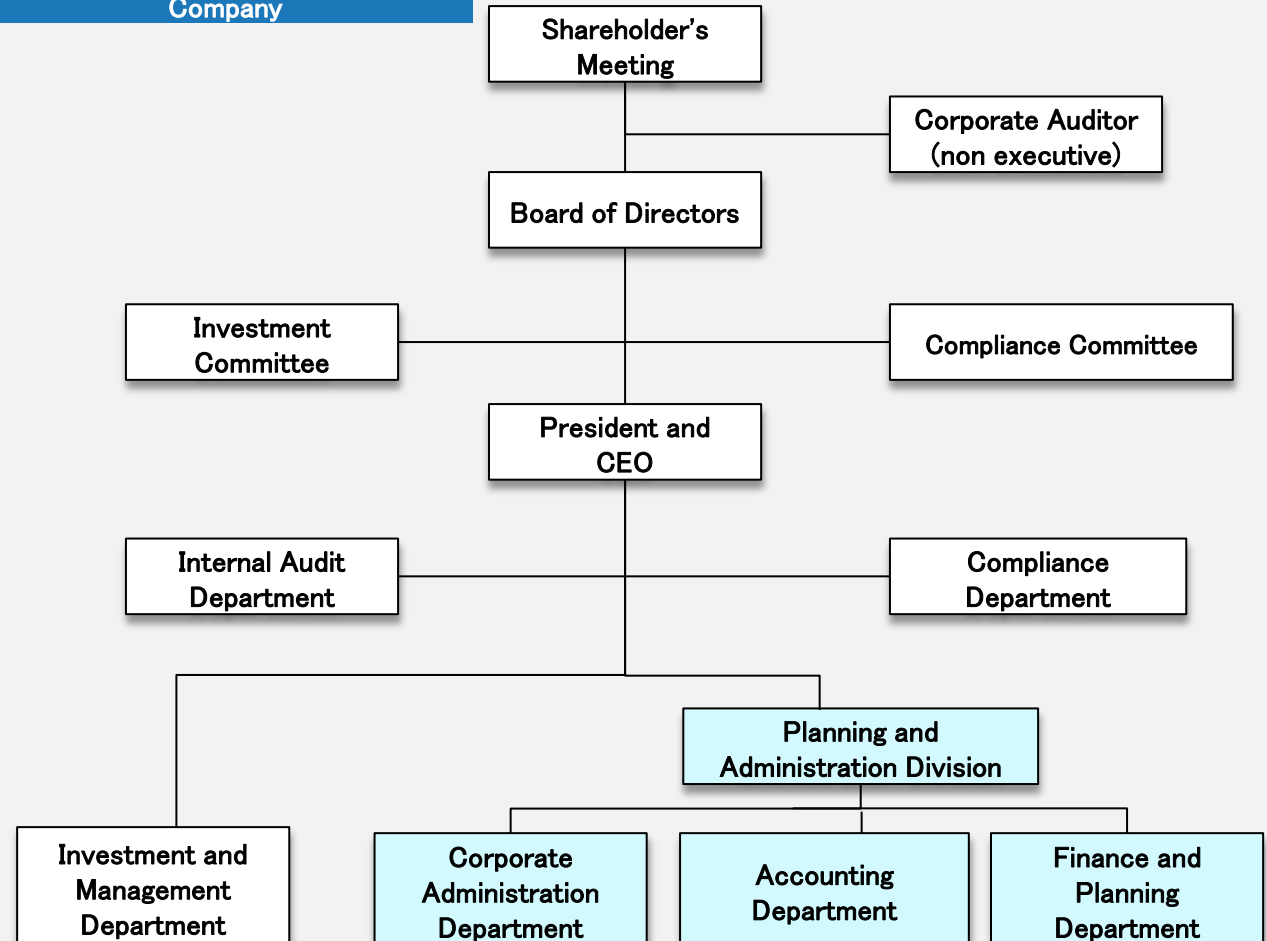 Company
Shareholder's
Meeting
Corporate Auditor
(non executive)
Board of Directors
Investment
Committee
Compliance Committee
President and
CEO
Internal Audit
Department
Compliance
Department
Planning and
Administration Division
Investment and
Management
Department
Corporate
Administration
Department
Accounting
Department
Finance and
Planning
Department